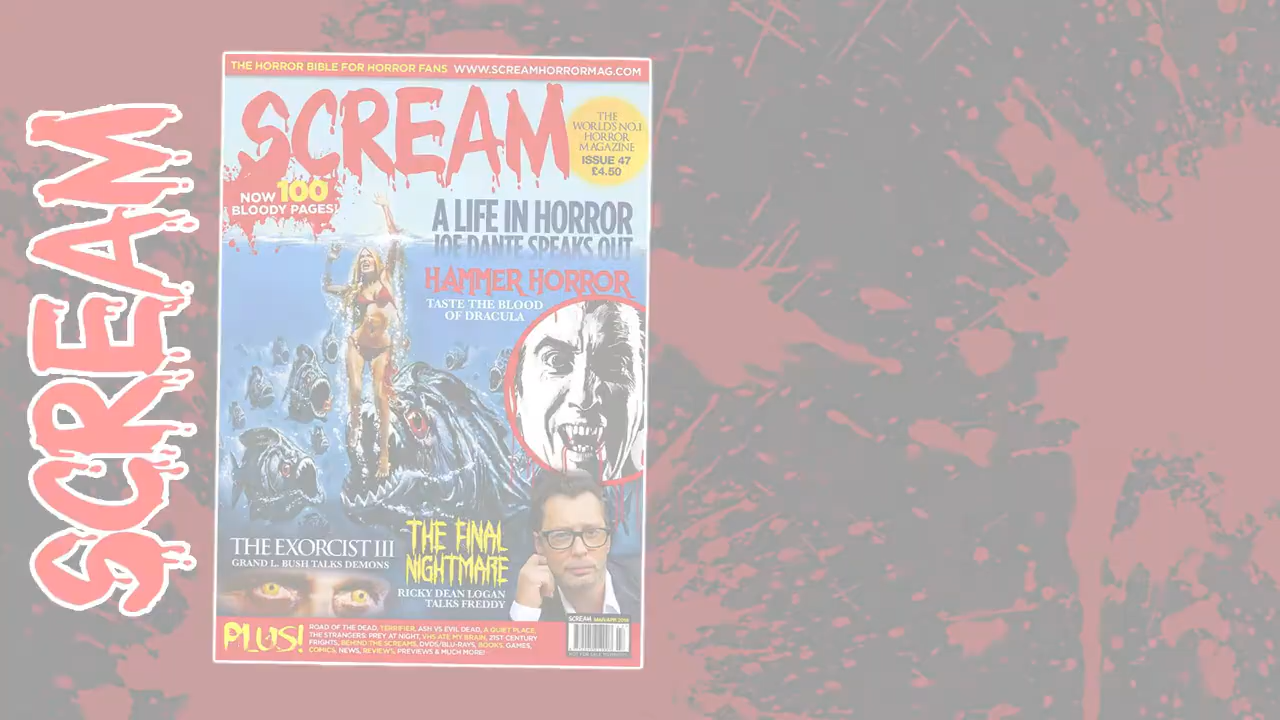 SCREAM
THE HORROR BIBLE FOR HORROR FANS WWW.SCREAMHORRORMAG.COM
SCREAM
THE
WORLD'S NO.1
HORROR
MAGAZINE
ISSUE 47
£4.50
NOW 100
BLOODY PAGES!
A LIFE IN HORROR
JOE DANTE SPEAKS OUT
HAMMER HORROR
TASTE THE BLOOD
OF DRACULA
THE EXORCIST III
GRAND L. BUSH TALKS DEMONS
THE FINAL
NIGHTMARE
RICKY DEAN LOGAN
TALKS FREDDY
PLUS!
ROAD OF THE DEAD, TERRIFIER, ASH VS EVIL DEAD, A QUIET PLACE,
THE STRANGERS: PREY AT NIGHT, VHS ATE MY BRAIN, 21ST CENTURY
FRIGHTS, BEHIND THE SCREAMS, DVDS/BLU-RAYS, BOOKS, GAMES,
COMICS, NEWS, REVIEWS, PREVIEWS & MUCH MORE!
SCREAM MAR/APR 2018